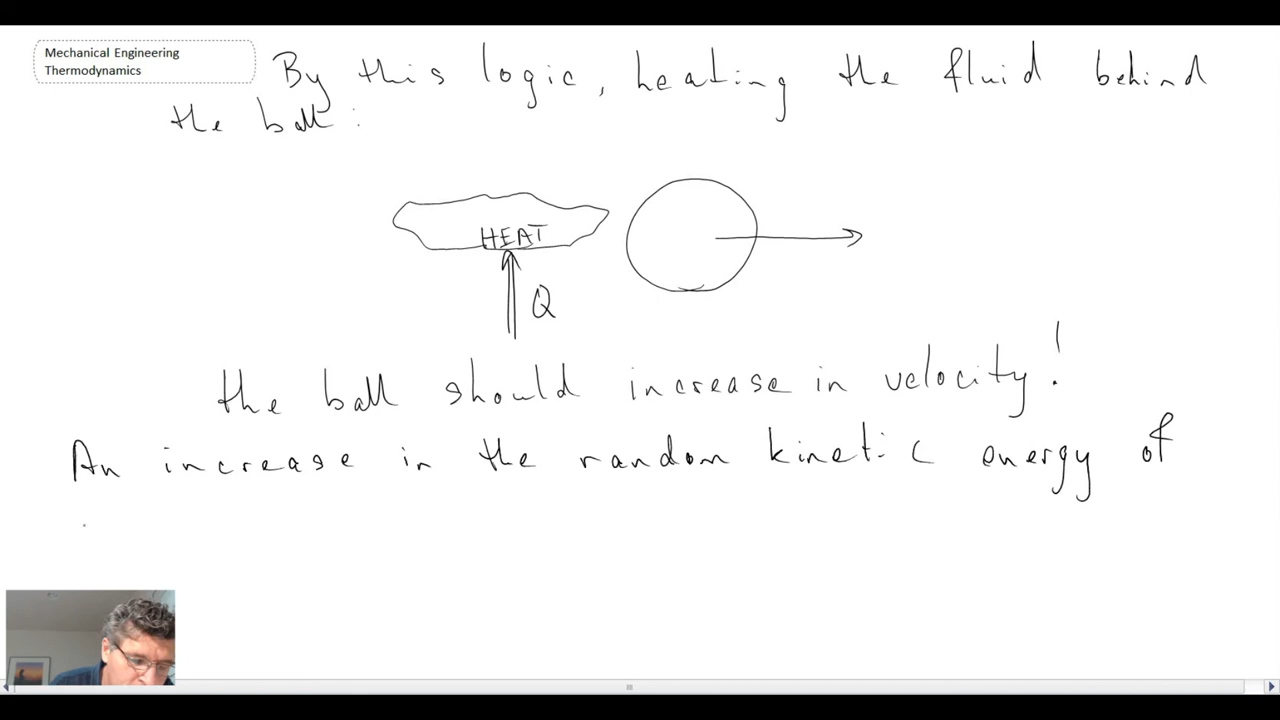 Mechanical Engineering
Thermodynamics
By this logic, heating the fluid behind
the ball:
HEAT
Q
the ball should increase in velocity!
An increase in the random kinetic energy of